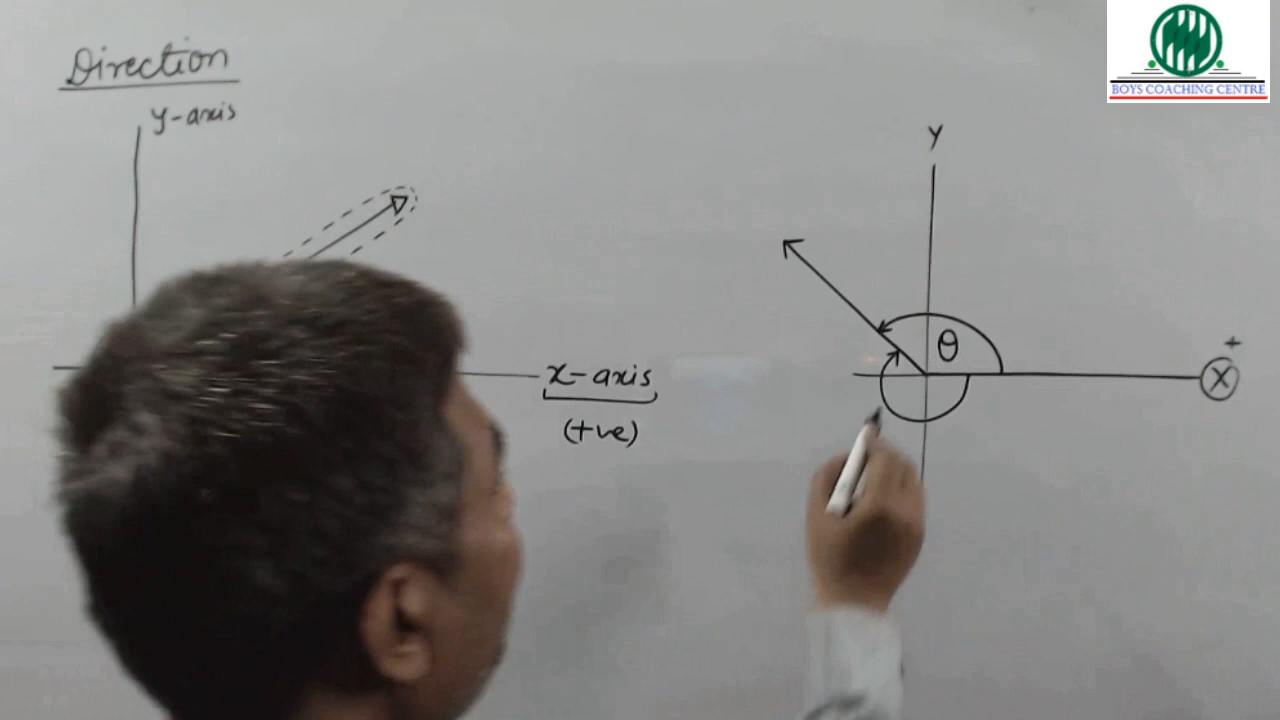 Direction
y-axis
x-axis
(+ve)
Y
θ
+
X
BOYS COACHING CENTRE